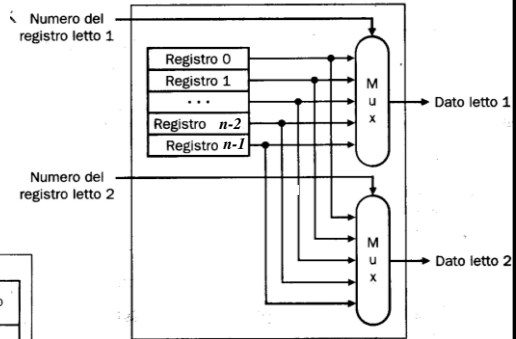 Numero del
registro letto 1
Registro 0
Registro 1
...
Registro n-2
Registro n-1
M
u
x
Dato letto 1
Numero del
registro letto 2
M
u
x
Dato letto 2